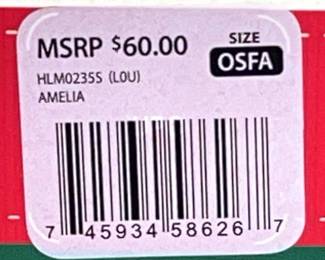 MSRP $60.00
SIZE
OSFA
HLM0235S (L0U)
AMELIA
7 45934 58626 7